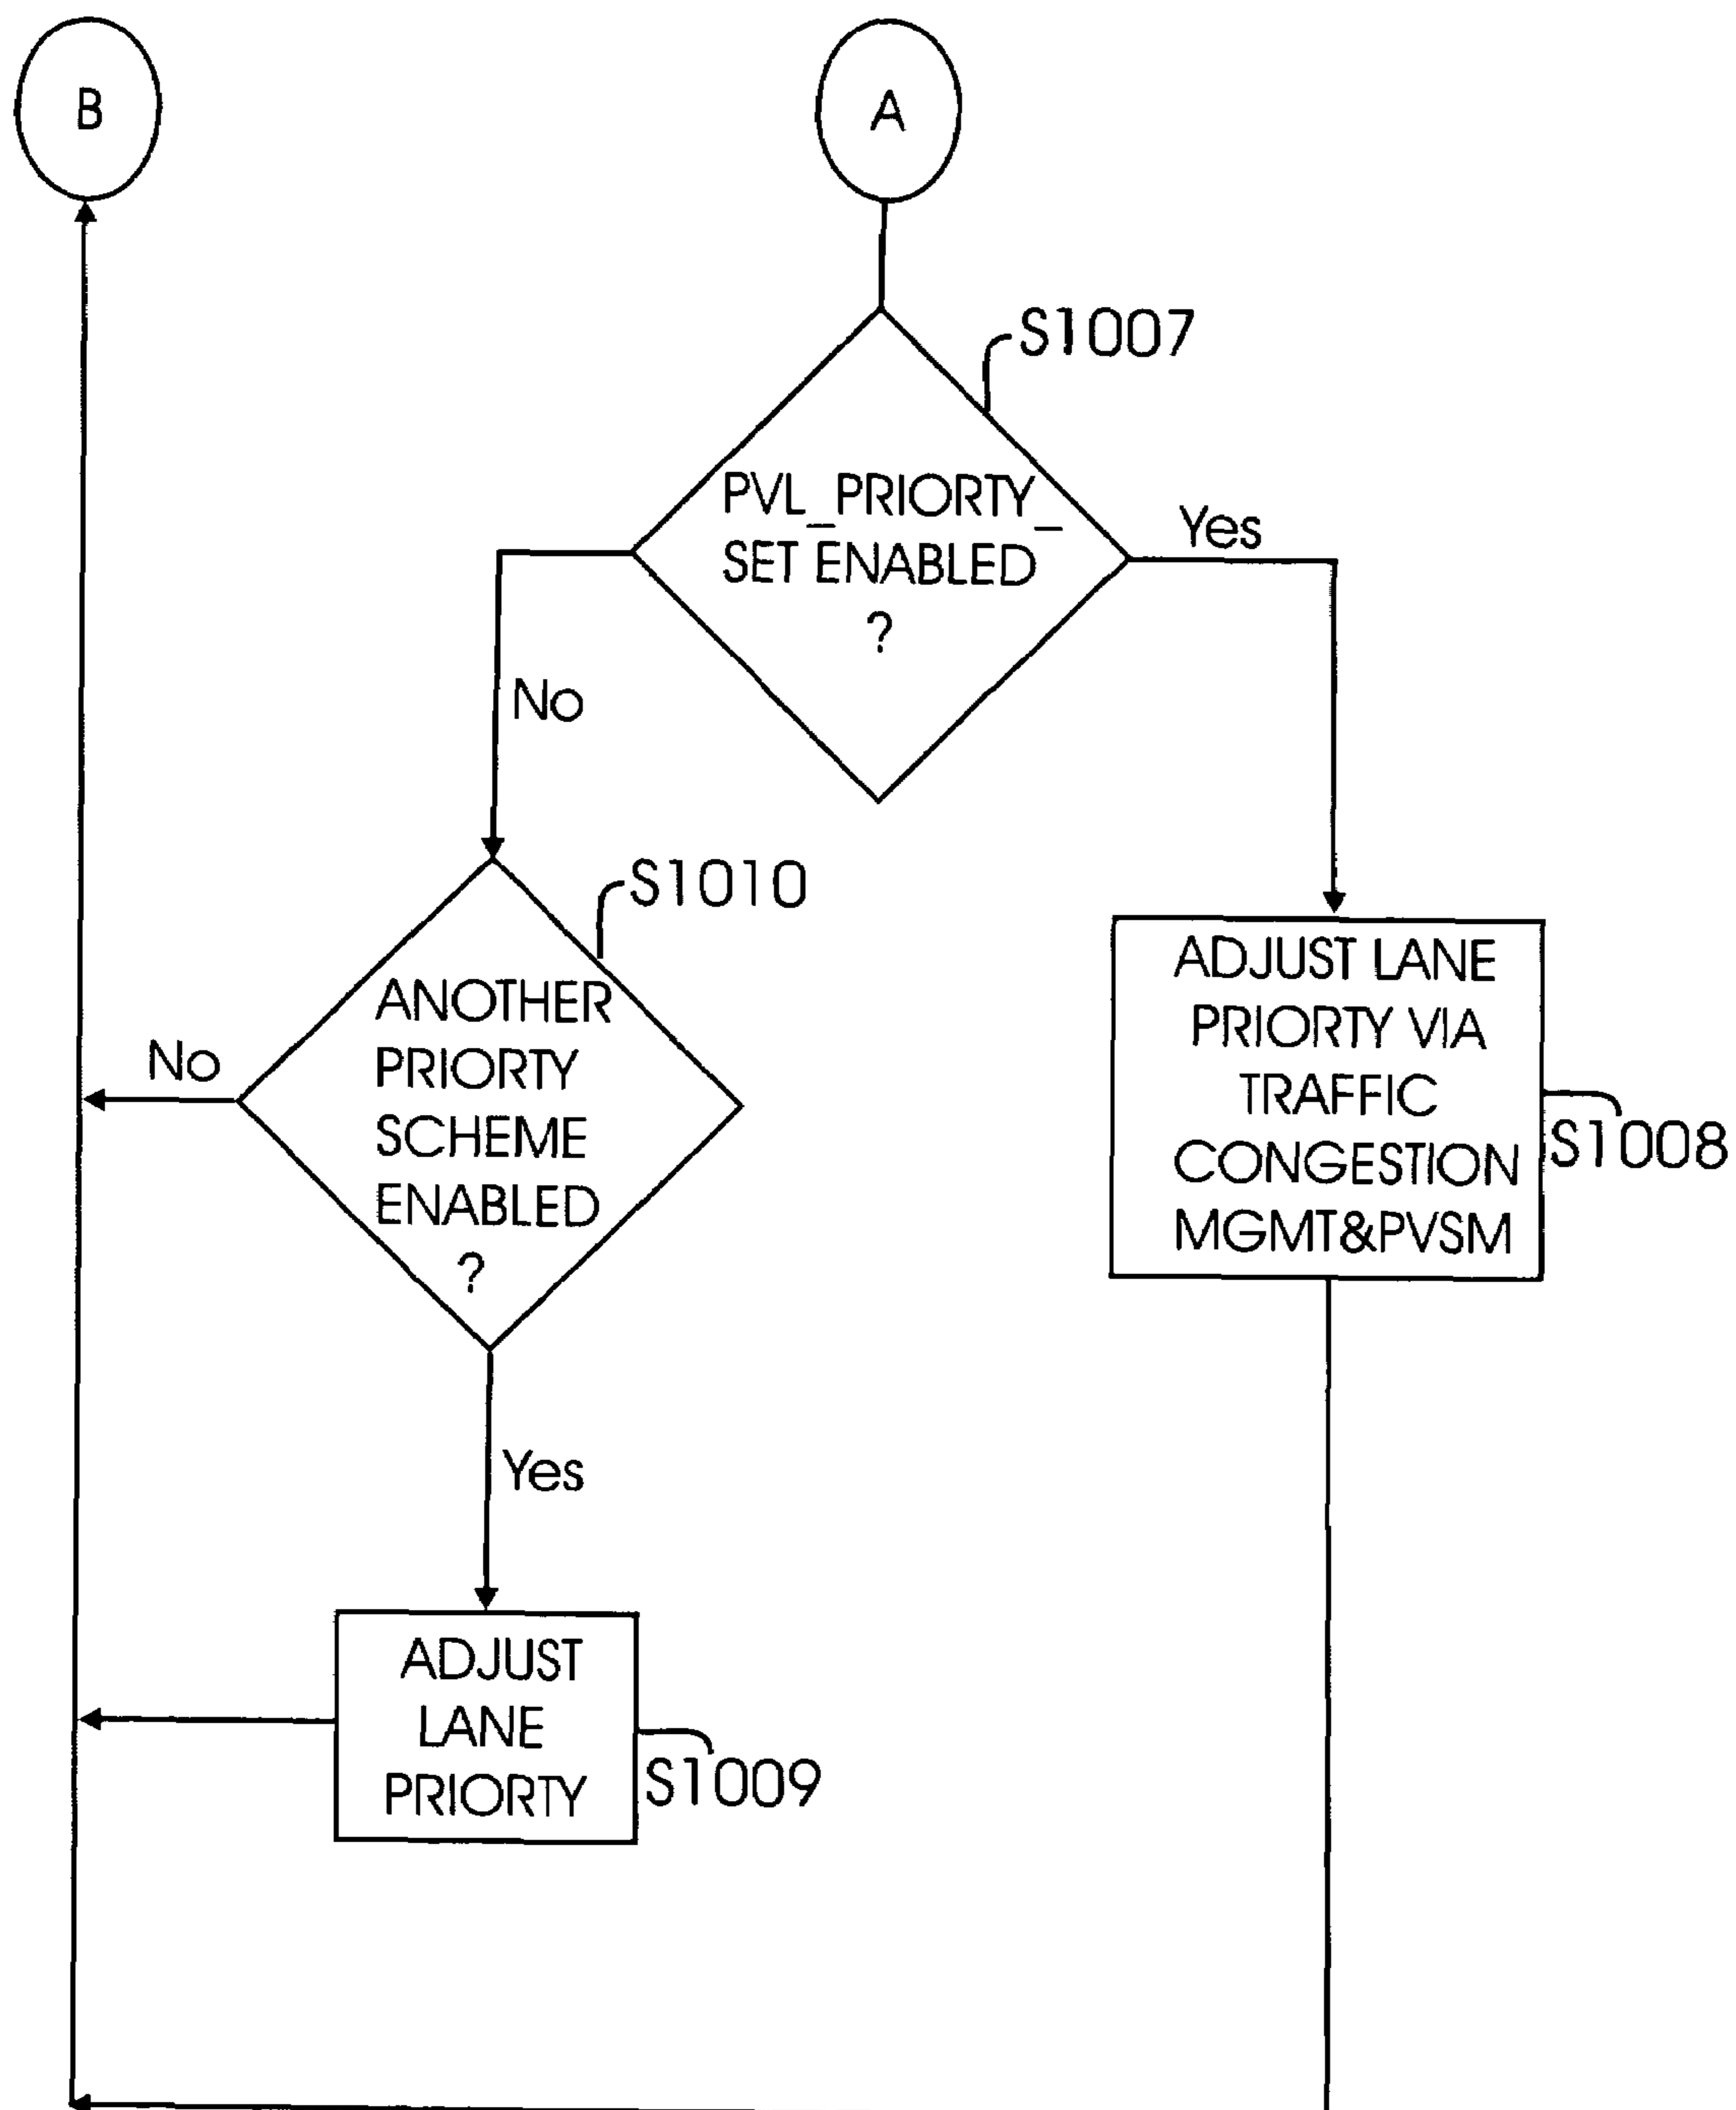 B
A
S1007
PVL_PRIORTY_
SET ENABLED
?
Yes
No
S1010
ANOTHER
PRIORTY
SCHEME
ENABLED
?
No
ADJUST LANE
PRIORTY VIA
TRAFFIC
CONGESTION
MGMT&PVSM
S1008
Yes
ADJUST
LANE
PRIORTY
S1009